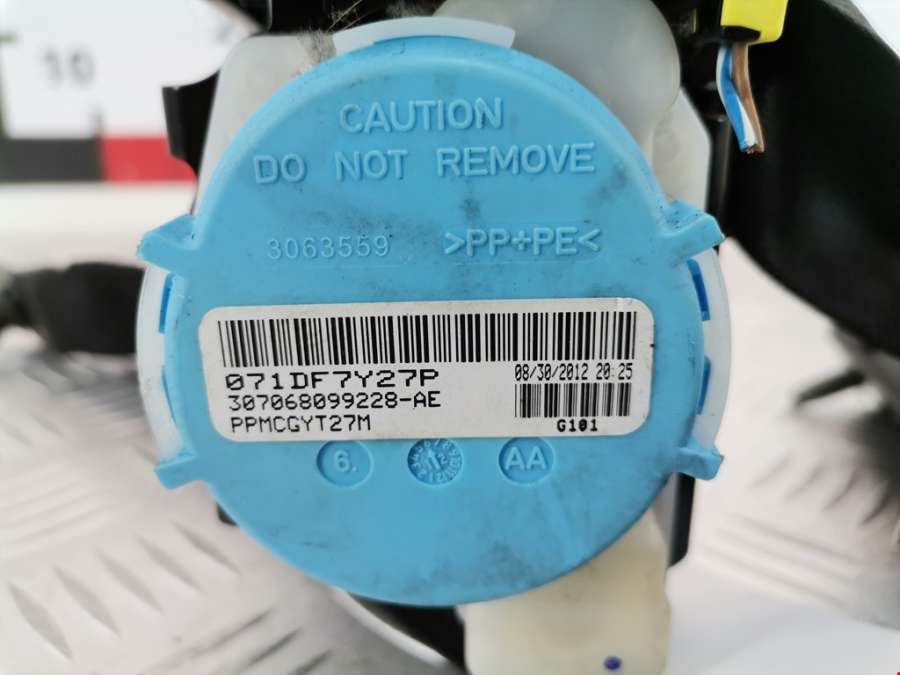 10
CAUTION
DO NOT REMOVE
3063559 >PP+PE<
071DF7Y27P
08/30/2012 20:25
307068099228-AE
PPMCGYT27M
G101
6. 12 AA